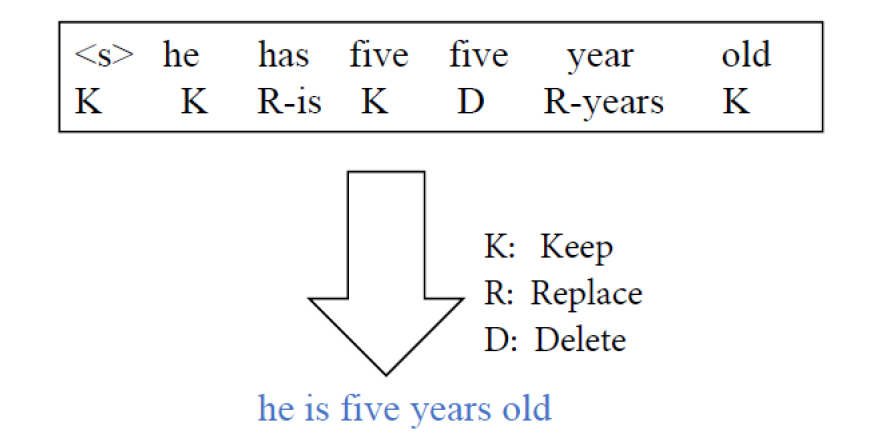 <s> he has five five year old
K K R-is K D R-years K
K: Keep
R: Replace
D: Delete
he is five years old